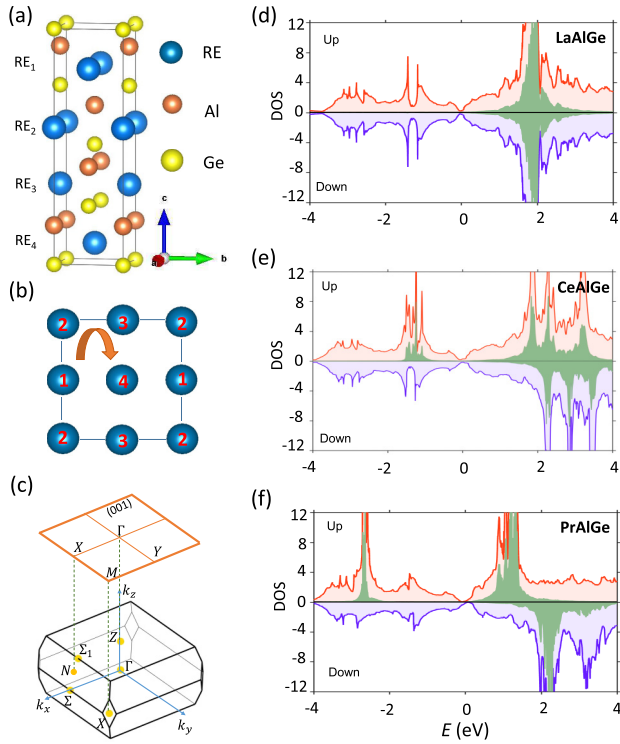 (a)
RE1
RE2
RE3
RE4
RE
Al
Ge
c
a
b
(b)
2 3 2
1 4 1
2 3 2
(c)
(001)
Γ
X
Y
M
kz
Z
Σ1
N
Γ
Σ
kx
X
ky
(d)
LaAlGe
Up
Down
DOS
12
8
4
0
-4
-8
-12
-4 -2 0 2 4
(e)
CeAlGe
Up
Down
DOS
12
8
4
0
-4
-8
-12
-4 -2 0 2 4
(f)
PrAlGe
Up
Down
DOS
12
8
4
0
-4
-8
-12
-4 -2 0 2 4
E (eV)